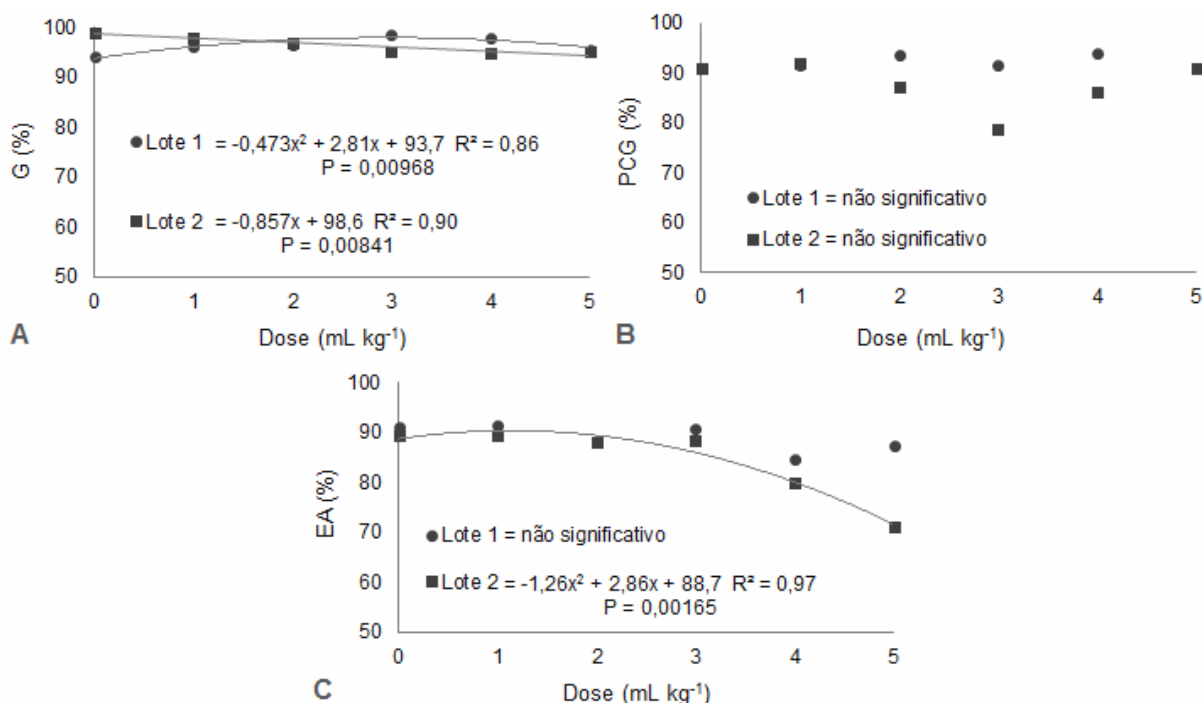 G (%)
100
90
80
70
60
50
Lote 1 = -0,473x² + 2,81x + 93,7 R² = 0,86
P = 0,00968
Lote 2 = -0,857x + 98,6 R² = 0,90
P = 0,00841
0 1 2 3 4 5
Dose (mL kg⁻¹)
A
PCG (%)
100
90
80
70
60
50
Lote 1 = não significativo
Lote 2 = não significativo
0 1 2 3 4 5
Dose (mL kg⁻¹)
B
EA (%)
100
90
80
70
60
50
Lote 1 = não significativo
Lote 2 = -1,26x² + 2,86x + 88,7 R² = 0,97
P = 0,00165
0 1 2 3 4 5
Dose (mL kg⁻¹)
C